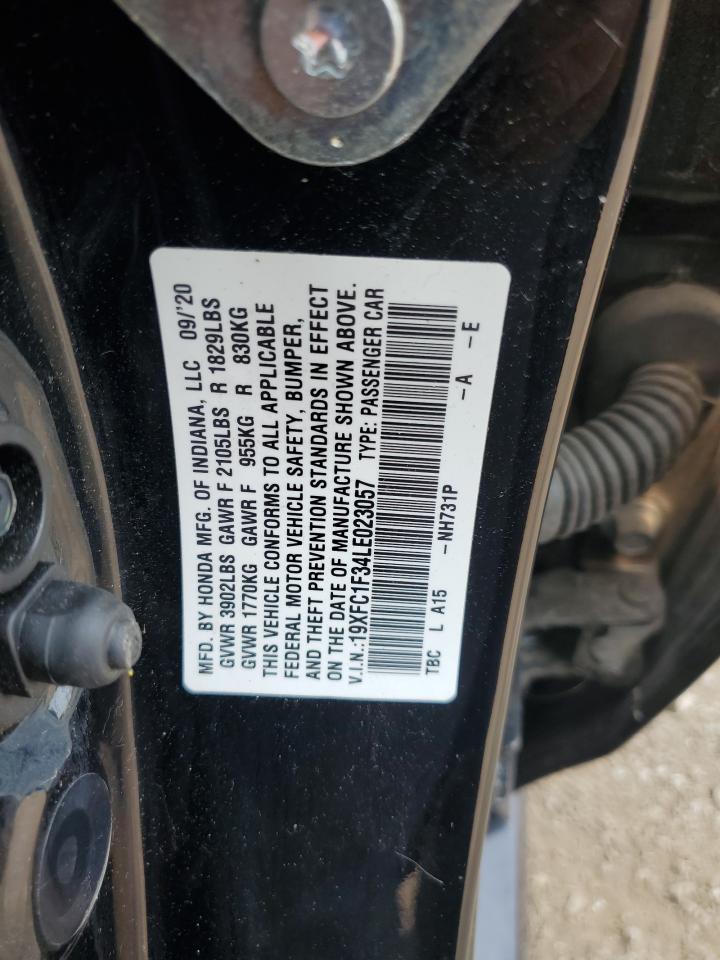 MFD. BY HONDA MFG. OF INDIANA, LLC 09/'20
GVWR 3902LBS GAWR F 2105LBS R 1829LBS
GVWR 1770KG GAWR F 955KG R 830KG
THIS VEHICLE CONFORMS TO ALL APPLICABLE
FEDERAL MOTOR VEHICLE SAFETY, BUMPER,
AND THEFT PREVENTION STANDARDS IN EFFECT
ON THE DATE OF MANUFACTURE SHOWN ABOVE.
V.I.N.:19XFC1F34LE023057 TYPE: PASSENGER CAR
TBC L A15 -NH731P -A -E